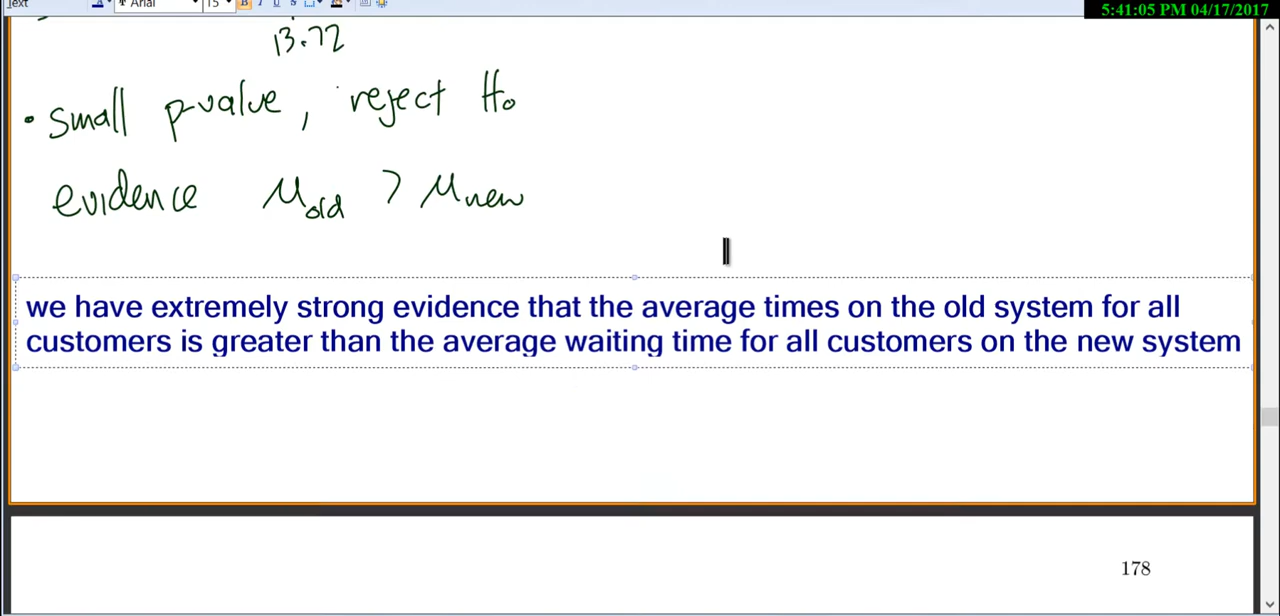 Text
Arial
15
B
I
U
S
5:41:05 PM 04/17/2017
13.72
• small p-value, reject H₀
evidence μold > μnew
we have extremely strong evidence that the average times on the old system for all
customers is greater than the average waiting time for all customers on the new system
178